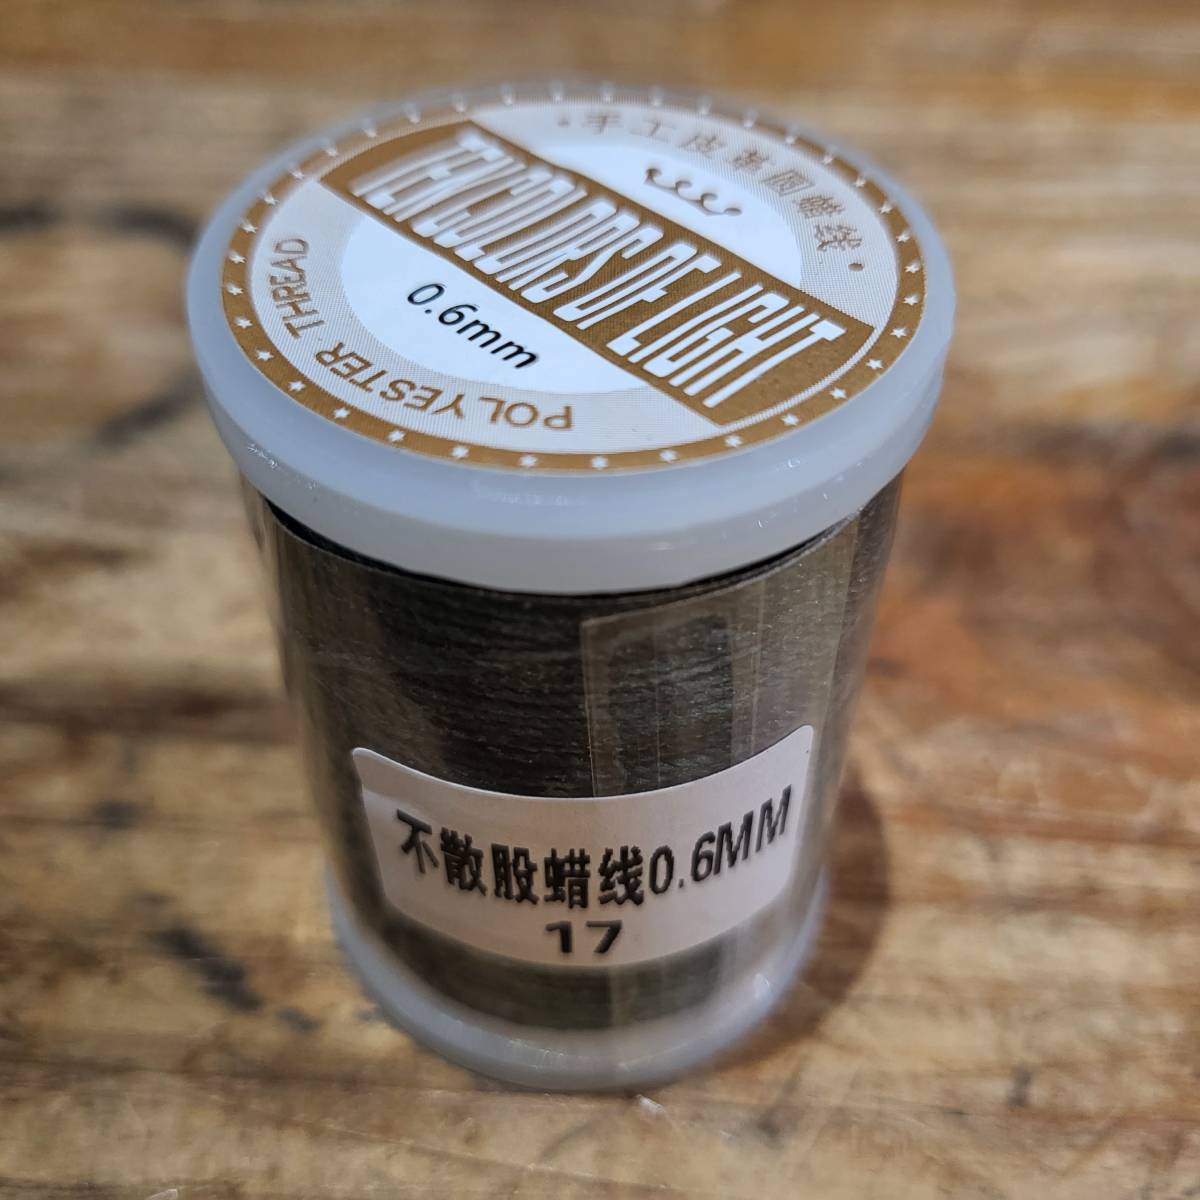 ·手工皮革圆蜡线·
TEN COLORS OF LIGHT
0.6mm
POLYESTER THREAD
不散股蜡线0.6MM
17